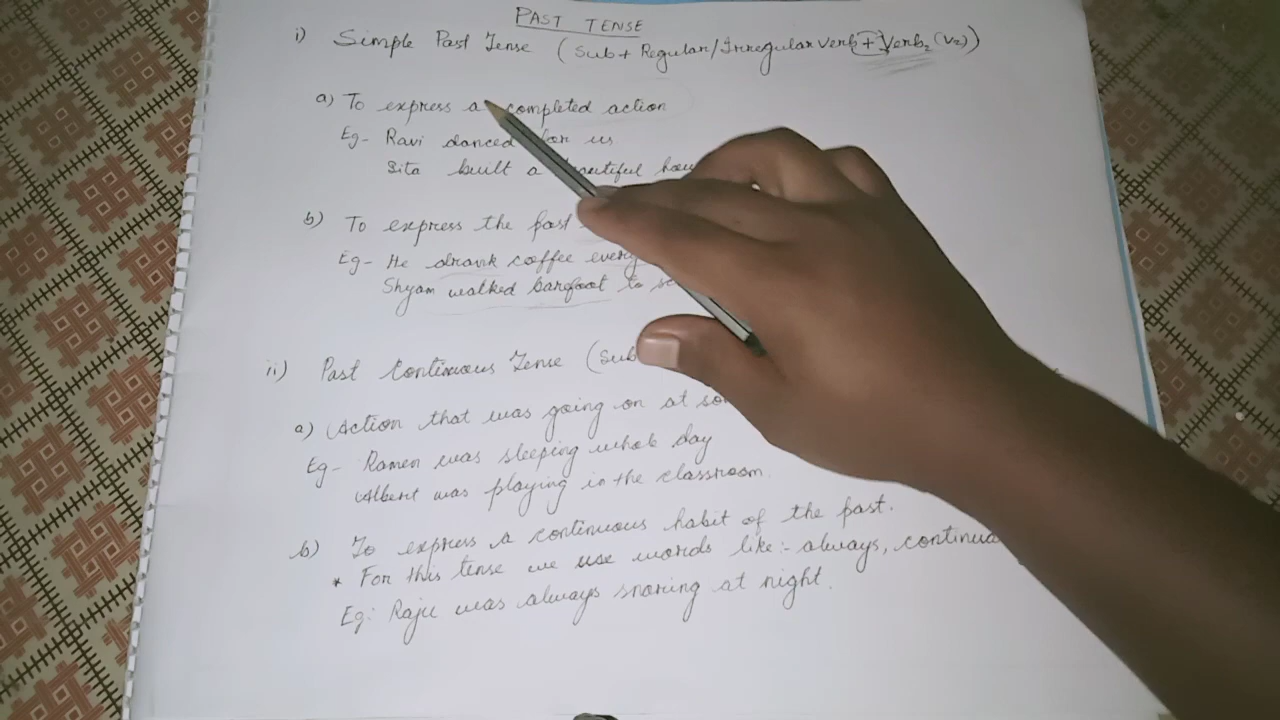 PAST TENSE
i) Simple Past Tense (Sub + Regular/Irregular Verb + Verb₂ (V₂))
a) To express a completed action
Eg- Ravi danced for us
Sita built a beautiful
b) To express the past
Eg- He drank coffee every
Shyam walked barefoot to
ii) Past Continuous Tense (Sub
a) Action that was going on at
Eg- Ramen was sleeping whole day
Albert was playing in the classroom.
b) To express a continuous habit of the past.
* For this tense we use words like:- always,
Eg: Raju was always snoring at night.